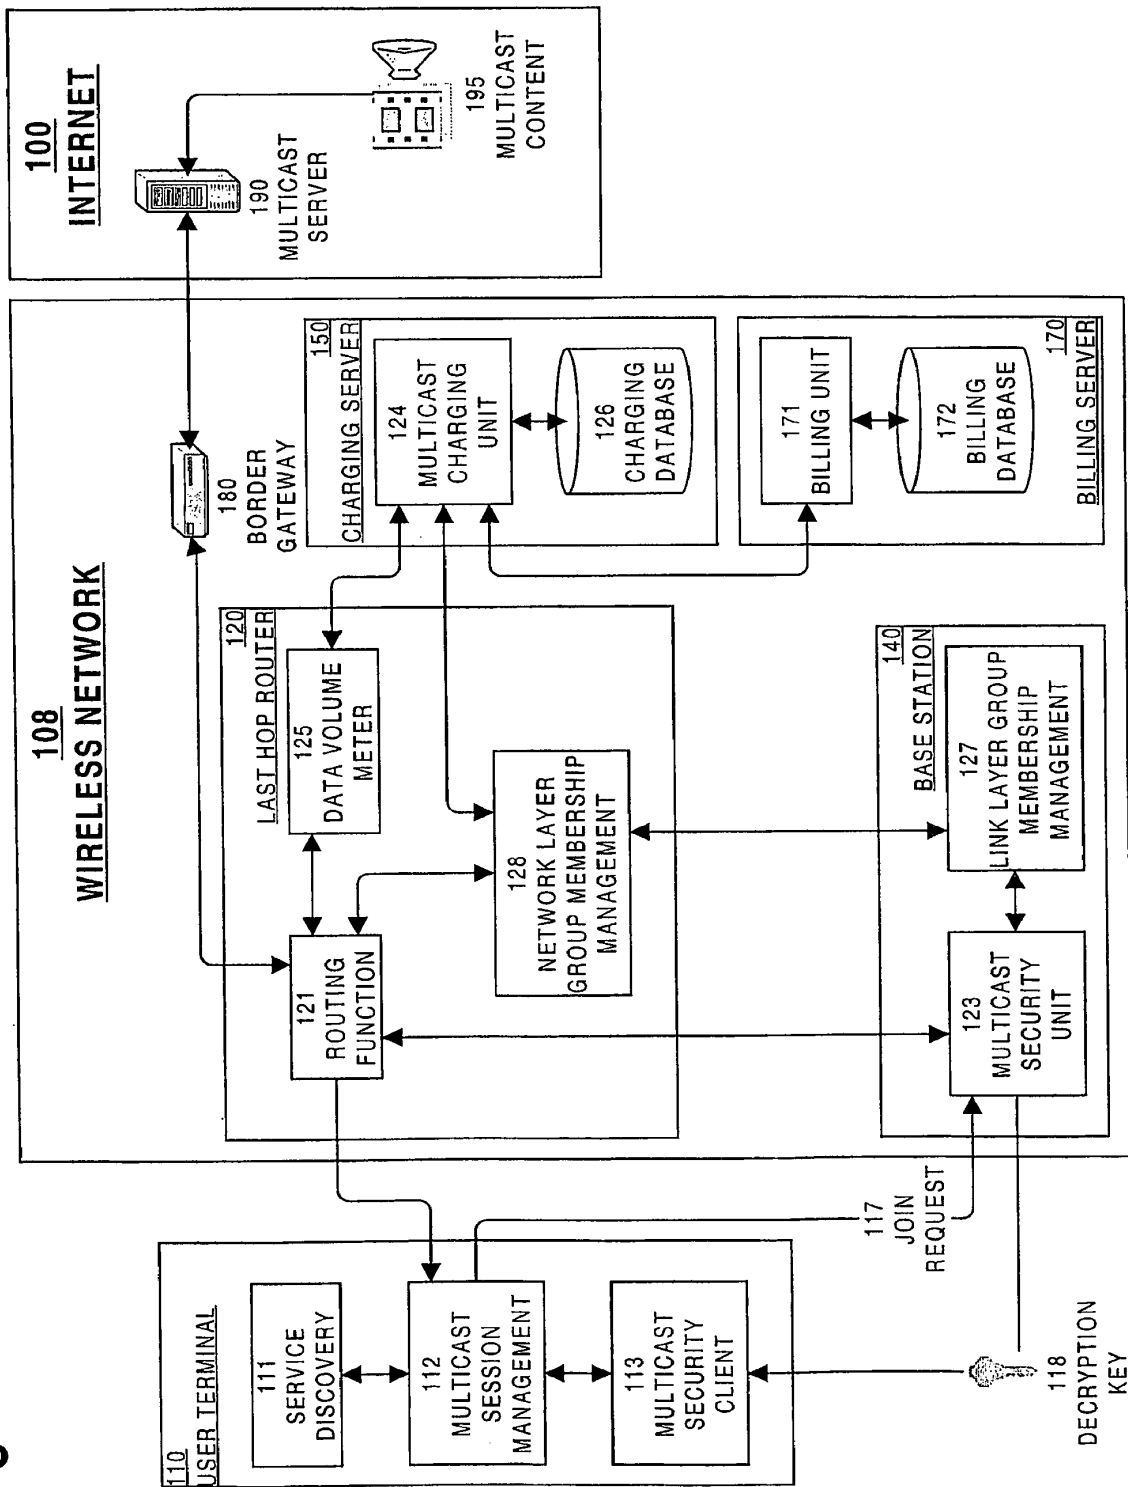 100
INTERNET
190
MULTICAST
SERVER
195
MULTICAST
CONTENT
108
WIRELESS NETWORK
180
BORDER
GATEWAY
150
CHARGING SERVER
124
MULTICAST
CHARGING
UNIT
126
CHARGING
DATABASE
171
BILLING UNIT
172
BILLING
DATABASE
170
BILLING SERVER
120
LAST HOP ROUTER
125
DATA VOLUME
METER
121
ROUTING
FUNCTION
128
NETWORK LAYER
GROUP MEMBERSHIP
MANAGEMENT
140
BASE STATION
127
LINK LAYER GROUP
MEMBERSHIP
MANAGEMENT
123
MULTICAST
SECURITY
UNIT
110
USER TERMINAL
111
SERVICE
DISCOVERY
112
MULTICAST
SESSION
MANAGEMENT
113
MULTICAST
SECURITY
CLIENT
117
JOIN
REQUEST
118
DECRYPTION
KEY